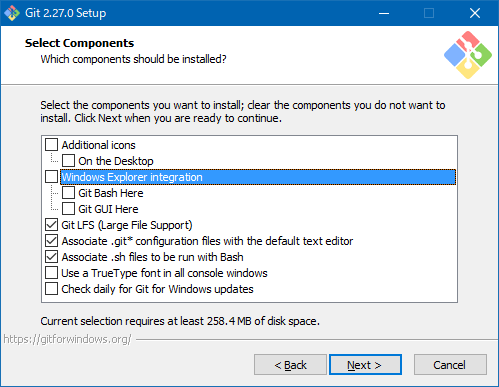 Git 2.27.0 Setup
Select Components
Which components should be installed?
Select the components you want to install; clear the components you do not want to
install. Click Next when you are ready to continue.
Additional icons
On the Desktop
Windows Explorer integration
Git Bash Here
Git GUI Here
Git LFS (Large File Support)
Associate .git* configuration files with the default text editor
Associate .sh files to be run with Bash
Use a TrueType font in all console windows
Check daily for Git for Windows updates
Current selection requires at least 258.4 MB of disk space.
https://gitforwindows.org/
< Back
Next >
Cancel